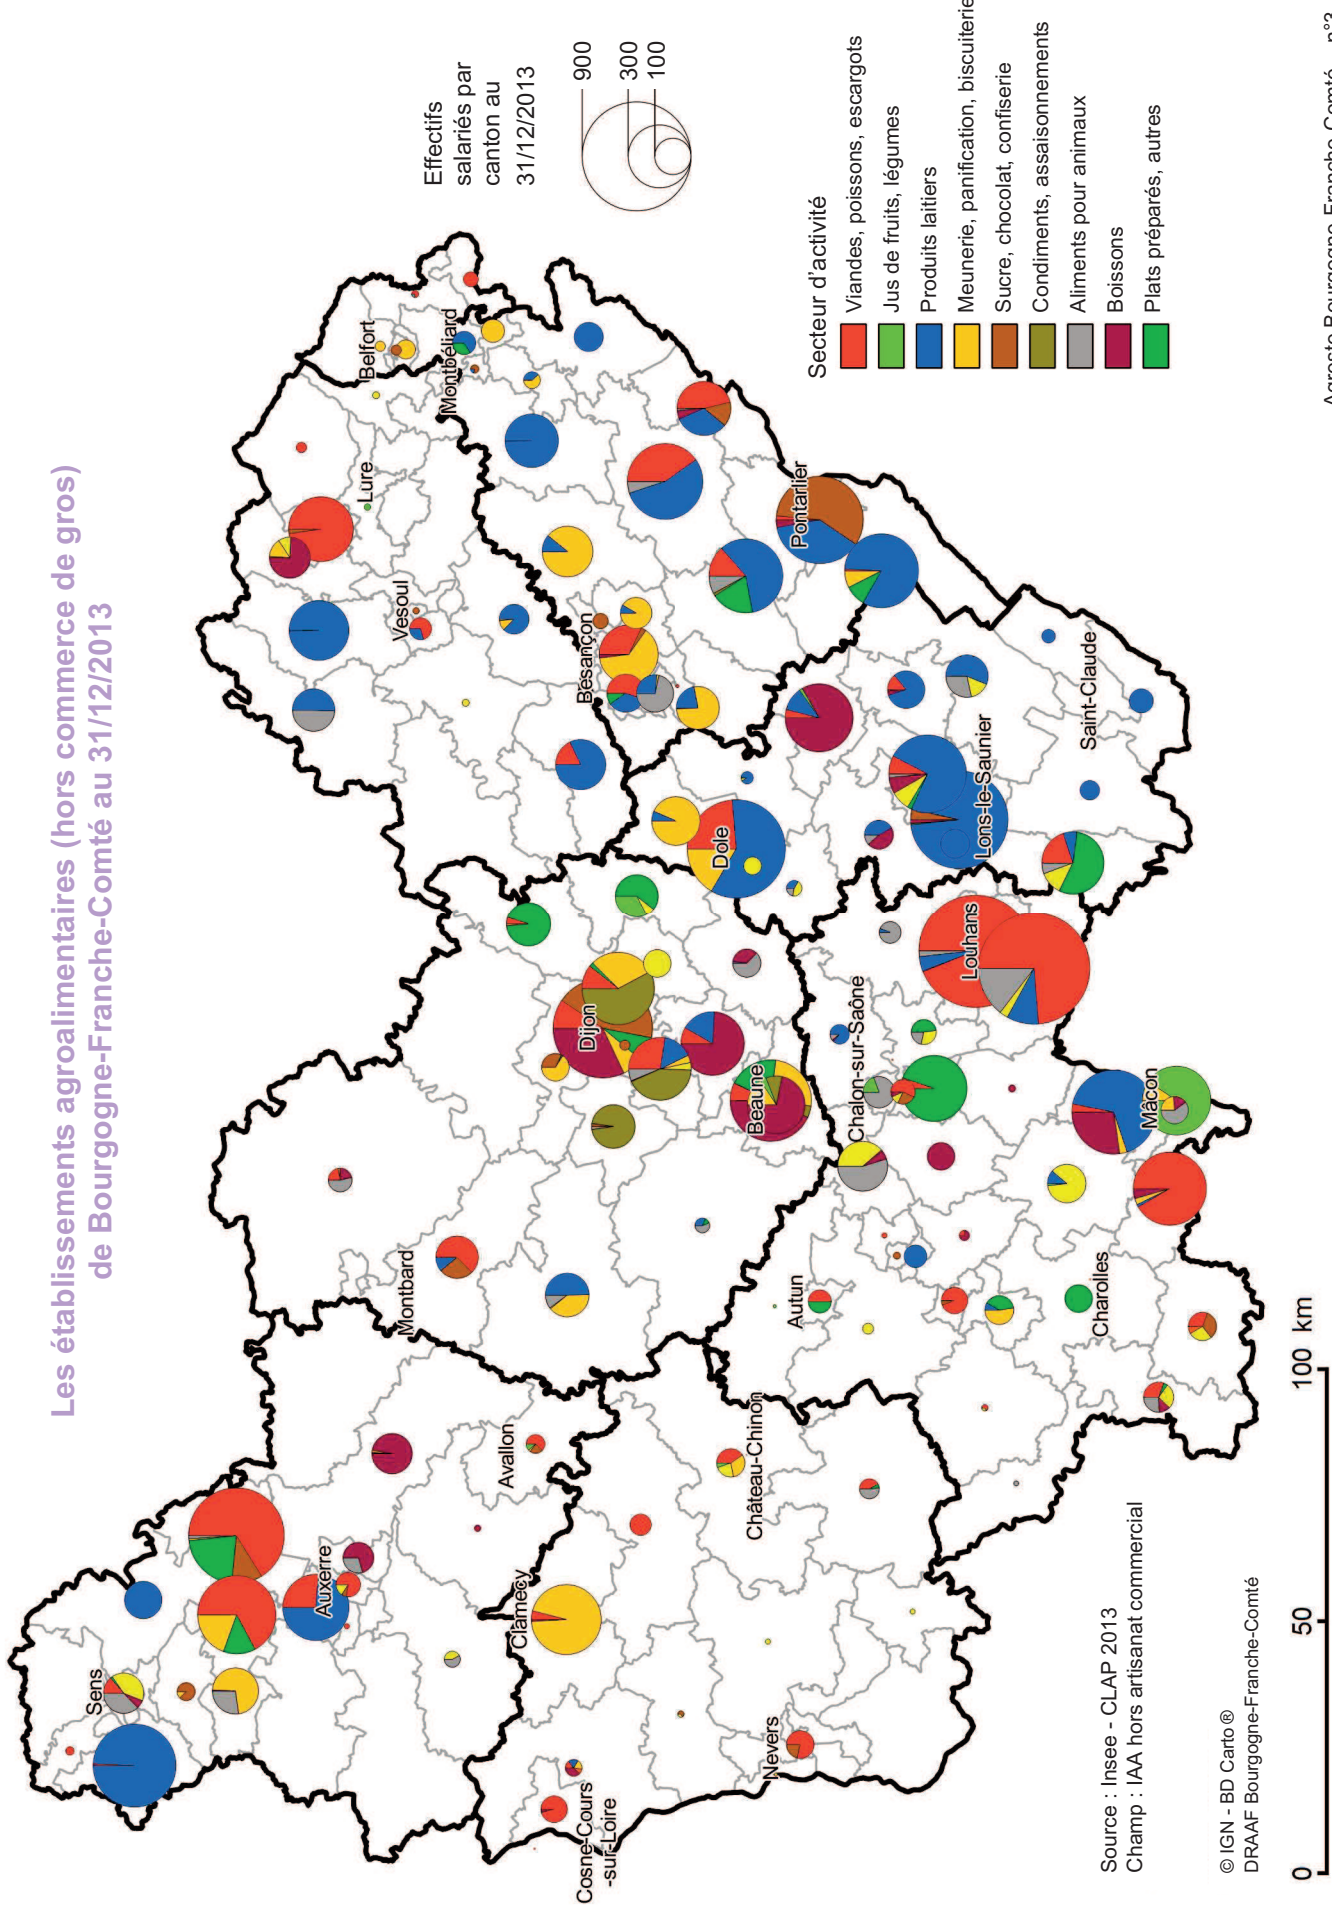 Les établissements agroalimentaires (hors commerce de gros)
de Bourgogne-Franche-Comté au 31/12/2013
Effectifs
salariés par
canton au
31/12/2013
900
300
100
Secteur d'activité
Viandes, poissons, escargots
Jus de fruits, légumes
Produits laitiers
Meunerie, panification, biscuiterie
Sucre, chocolat, confiserie
Condiments, assaisonnements
Aliments pour animaux
Boissons
Plats préparés, autres
Sens
Auxerre
Avallon
Montbard
Clamecy
Cosne-Cours
-sur-Loire
Nevers
Château-Chinon
Autun
Charolles
Mâcon
Chalon-sur-Saône
Louhans
Beaune
Dijon
Dole
Lons-le-Saunier
Saint-Claude
Besançon
Pontarlier
Vesoul
Lure
Belfort
Montbéliard
Source : Insee - CLAP 2013
Champ : IAA hors artisanat commercial
© IGN - BD Carto ®
DRAAF Bourgogne-Franche-Comté
0
50
100 km